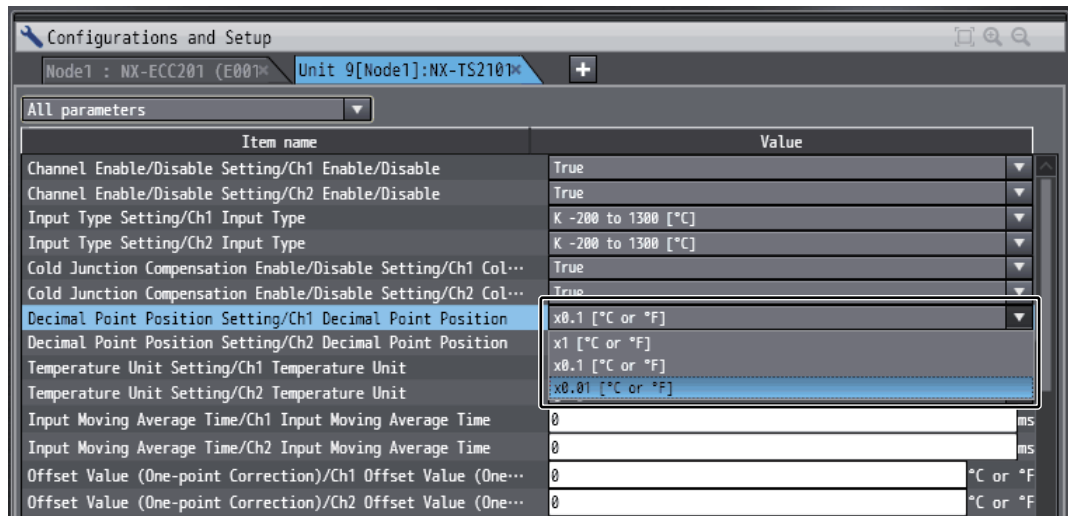 Configurations and Setup
Node1 : NX-ECC201 (E001
Unit 9[Node1]:NX-TS2101
All parameters
Item name Value
Channel Enable/Disable Setting/Ch1 Enable/Disable True
Channel Enable/Disable Setting/Ch2 Enable/Disable True
Input Type Setting/Ch1 Input Type K -200 to 1300 [°C]
Input Type Setting/Ch2 Input Type K -200 to 1300 [°C]
Cold Junction Compensation Enable/Disable Setting/Ch1 Col… True
Cold Junction Compensation Enable/Disable Setting/Ch2 Col… True
Decimal Point Position Setting/Ch1 Decimal Point Position x0.1 [°C or °F]
Decimal Point Position Setting/Ch2 Decimal Point Position x1 [°C or °F]
Temperature Unit Setting/Ch1 Temperature Unit x0.1 [°C or °F]
Temperature Unit Setting/Ch2 Temperature Unit x0.01 [°C or °F]
Input Moving Average Time/Ch1 Input Moving Average Time 0 ms
Input Moving Average Time/Ch2 Input Moving Average Time 0 ms
Offset Value (One-point Correction)/Ch1 Offset Value (One… 0 °C or °F
Offset Value (One-point Correction)/Ch2 Offset Value (One… 0 °C or °F